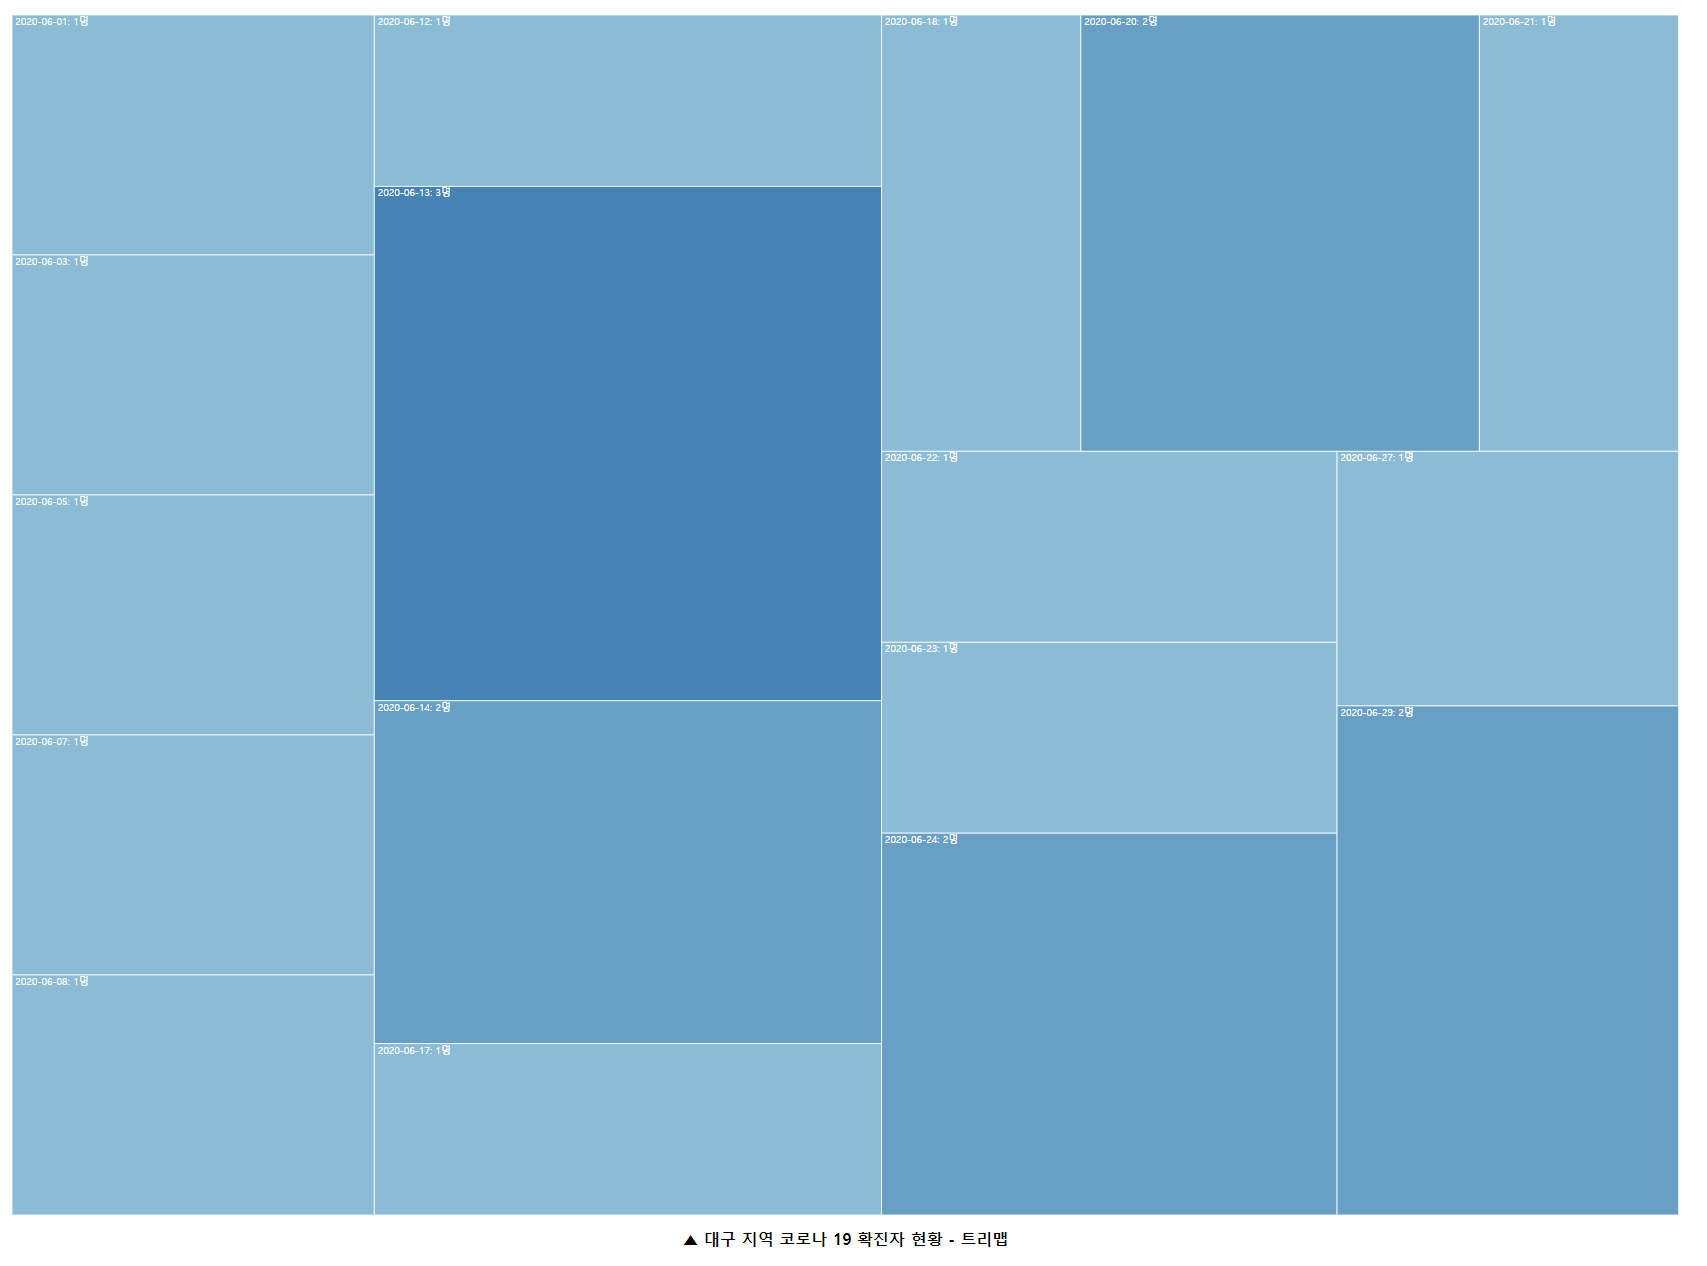 2020-06-01: 1명
2020-06-03: 1명
2020-06-05: 1명
2020-06-07: 1명
2020-06-08: 1명
2020-06-12: 1명
2020-06-13: 3명
2020-06-14: 2명
2020-06-17: 1명
2020-06-18: 1명
2020-06-20: 2명
2020-06-21: 1명
2020-06-22: 1명
2020-06-23: 1명
2020-06-24: 2명
2020-06-27: 1명
2020-06-29: 2명
▲ 대구 지역 코로나 19 확진자 현황 - 트리맵